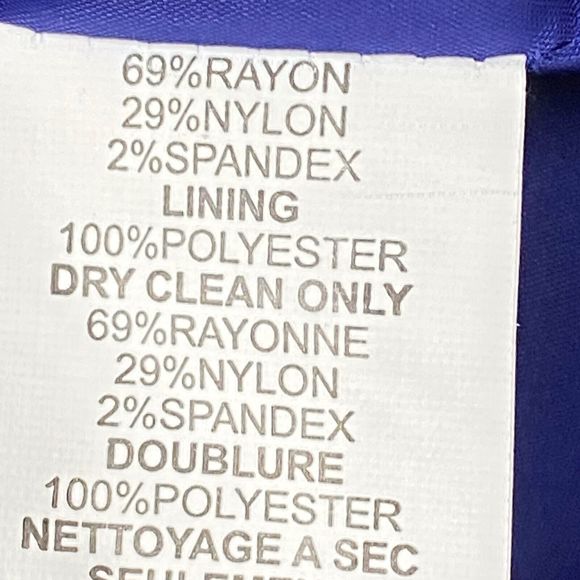 69%RAYON
29%NYLON
2%SPANDEX
LINING
100%POLYESTER
DRY CLEAN ONLY
69%RAYONNE
29%NYLON
2%SPANDEX
DOUBLURE
100%POLYESTER
NETTOYAGE A SEC